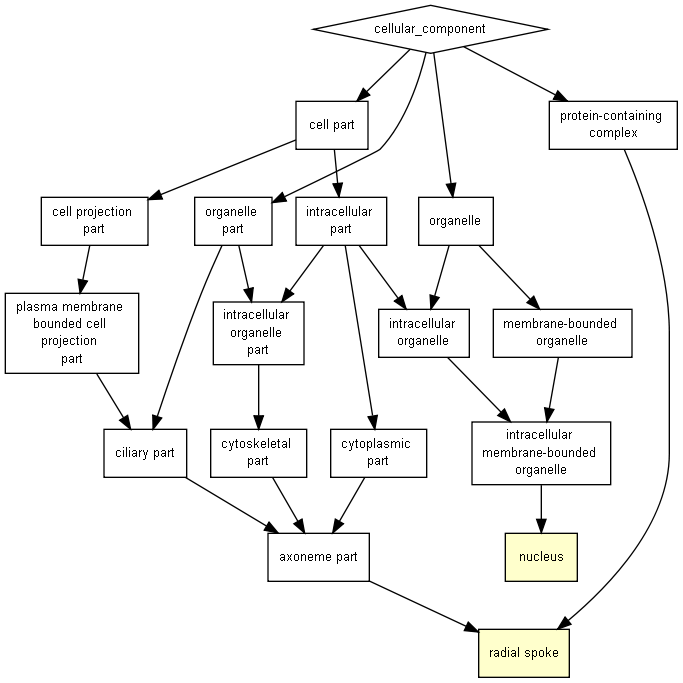 cellular_component
cell part
protein-containing
complex
cell projection
part
organelle
part
intracellular
part
organelle
plasma membrane
bounded cell
projection
part
intracellular
organelle
part
intracellular
organelle
membrane-bounded
organelle
ciliary part
cytoskeletal
part
cytoplasmic
part
intracellular
membrane-bounded
organelle
axoneme part
nucleus
radial spoke